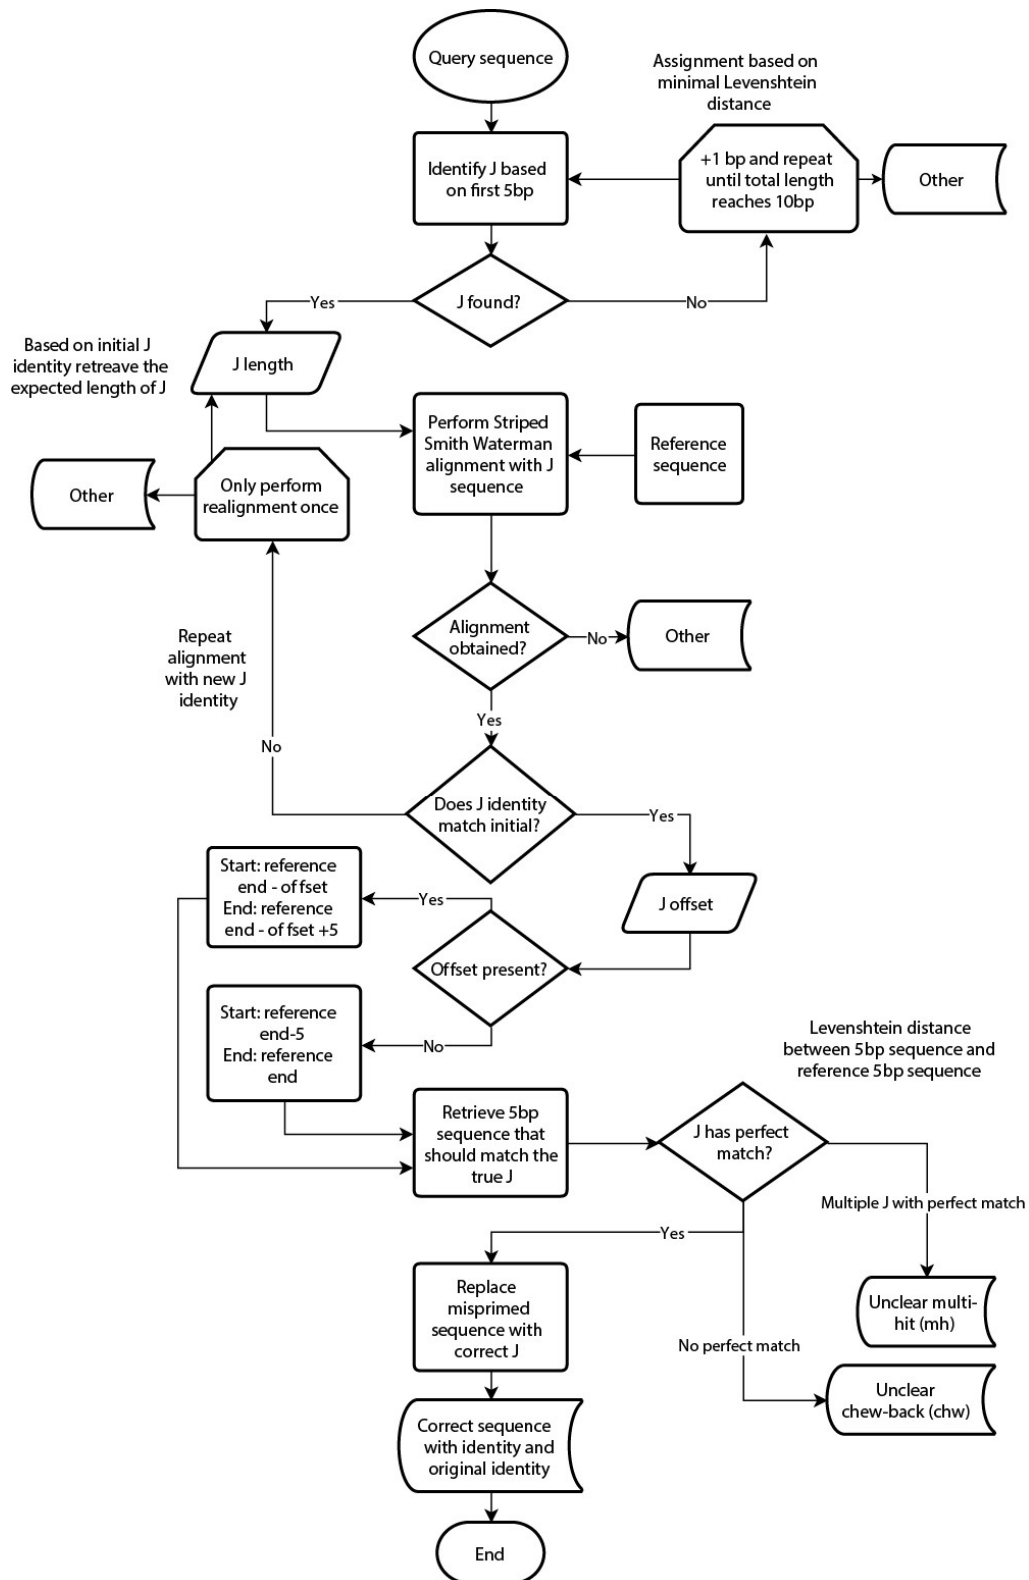 Query sequence
Assignment based on
minimal Levenshtein
distance
Identify J based
on first 5bp
+1 bp and repeat
until total length
reaches 10bp
Other
J found?
Yes
No
Based on initial J
identity retreave the
expected length of J
J length
Perform Striped
Smith Waterman
alignment with J
sequence
Reference
sequence
Other
Only perform
realignment once
Alignment
obtained?
No
Other
Repeat
alignment
with new J
identity
Yes
No
Does J identity
match initial?
Yes
Start: reference
end - of fset
End: reference
end - of fset +5
Yes
J offset
Offset present?
Start: reference
end-5
End: reference
end
No
Levenshtein distance
between 5bp sequence and
reference 5bp sequence
Retrieve 5bp
sequence that
should match the
true J
J has perfect
match?
Multiple J with perfect match
Yes
Replace
misprimed
sequence with
correct J
Unclear multi-
hit (mh)
No perfect match
Unclear
chew-back (chw)
Correct sequence
with identity and
original identity
End